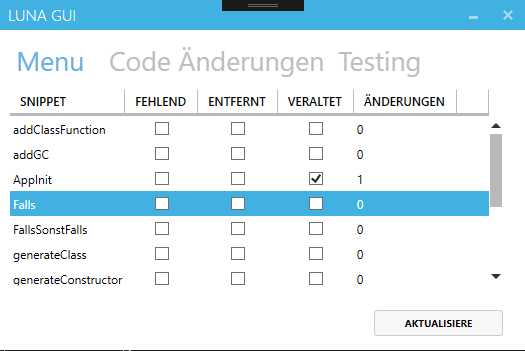 LUNA GUI
Menu Code Änderungen Testing
SNIPPET FEHLEND ENTFERNT VERALTET ÄNDERUNGEN
addClassFunction 0
addGC 0
AppInit 1
Falls 0
FallsSonstFalls 0
generateClass 0
generateConstructor 0
AKTUALISIERE